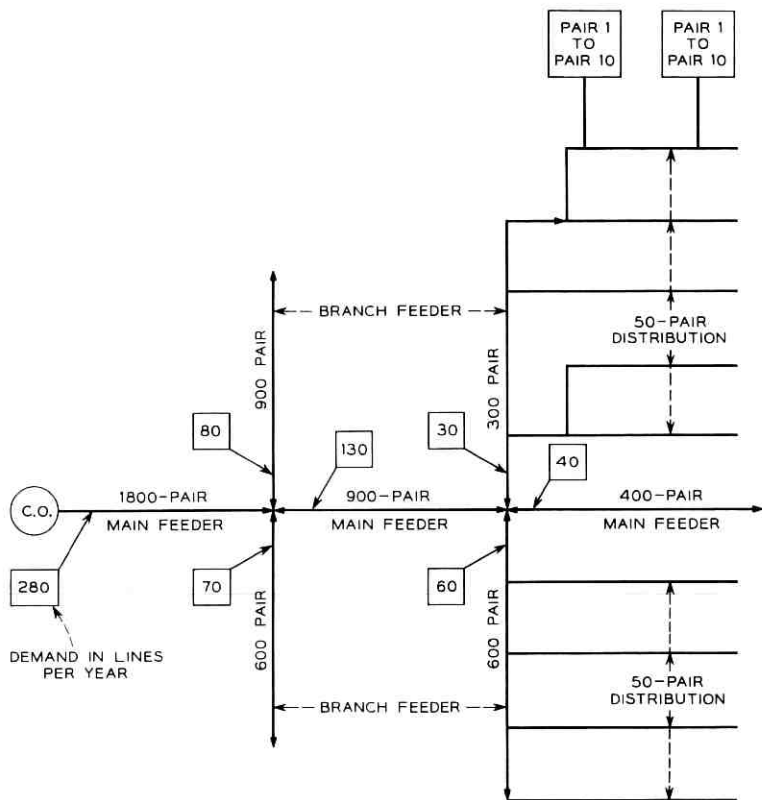 PAIR 1
TO
PAIR 10
PAIR 1
TO
PAIR 10
BRANCH FEEDER
50-PAIR
DISTRIBUTION
900 PAIR
300 PAIR
80
130
30
40
C.O.
1800-PAIR
MAIN FEEDER
900-PAIR
MAIN FEEDER
400-PAIR
MAIN FEEDER
280
70
60
DEMAND IN LINES
PER YEAR
600 PAIR
600 PAIR
50-PAIR
DISTRIBUTION
BRANCH FEEDER